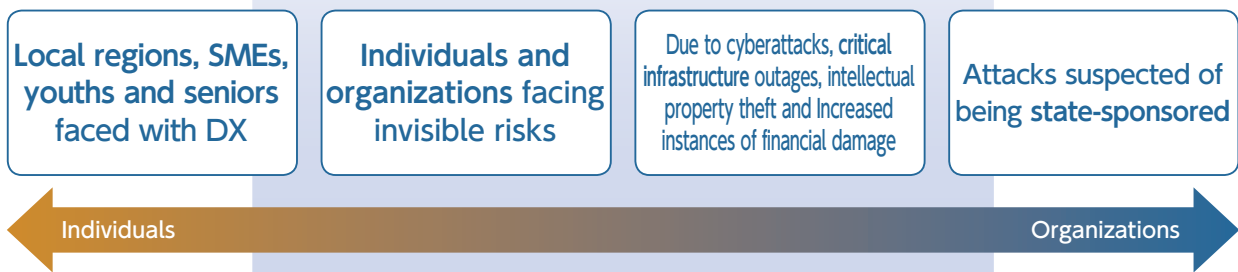 Local regions, SMEs,
youths and seniors
faced with DX
Individuals and
organizations facing
invisible risks
Due to cyberattacks, critical
infrastructure outages, intellectual
property theft and Increased
instances of financial damage
Attacks suspected of
being state-sponsored
Individuals
Organizations